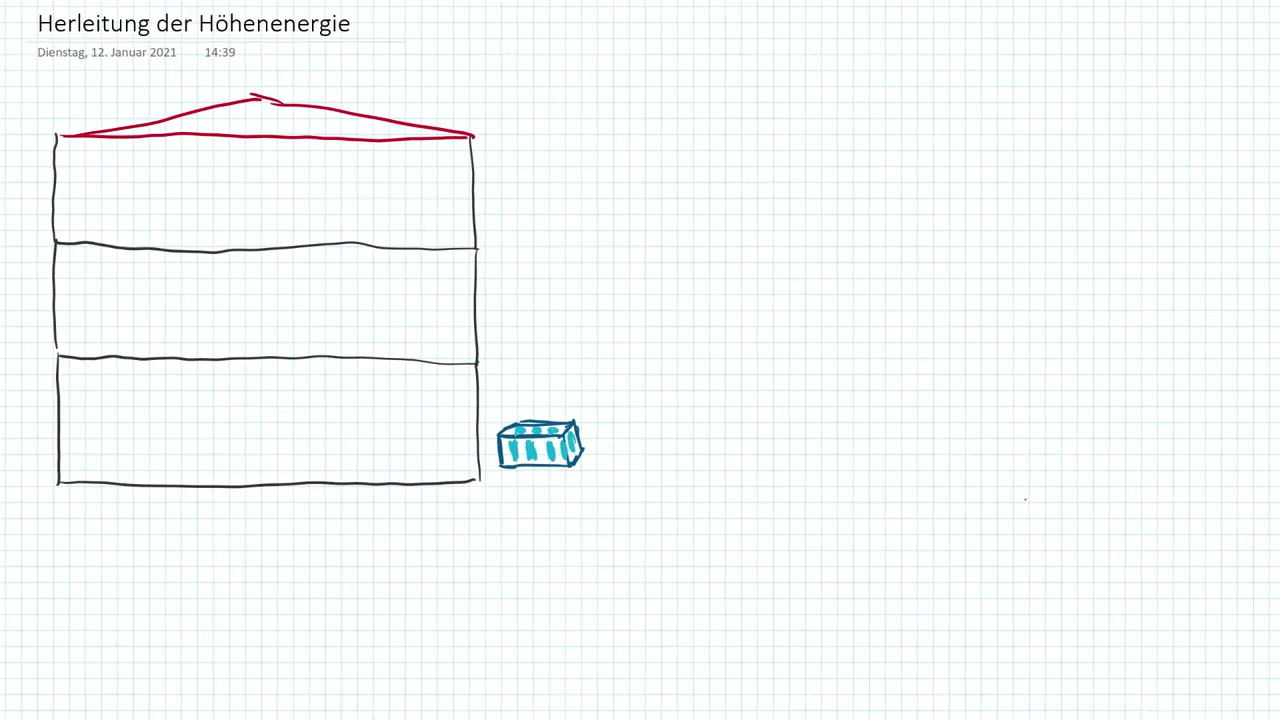 Herleitung der Höhenenergie
Dienstag, 12. Januar 2021 14:39